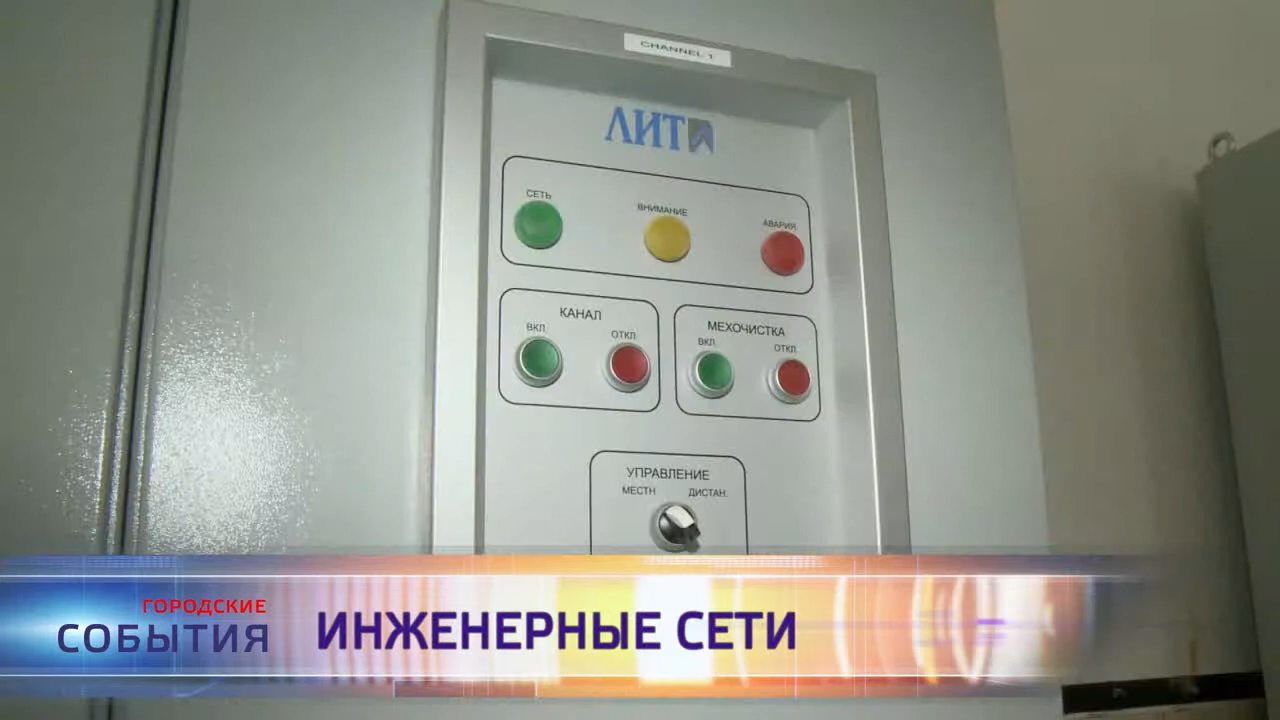 CHANNEL 1
ЛИТ
СЕТЬ
ВНИМАНИЕ
АВАРИЯ
КАНАЛ
ВКЛ.
ОТКЛ.
МЕХОЧИСТКА
ВКЛ.
ОТКЛ.
УПРАВЛЕНИЕ
МЕСТН
ДИСТАН.
ГОРОДСКИЕ
СОБЫТИЯ
ИНЖЕНЕРНЫЕ СЕТИ